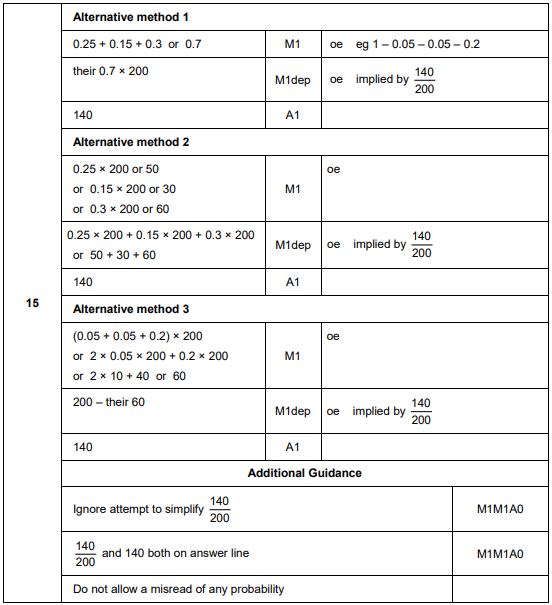 Alternative method 1
0.25 + 0.15 + 0.3 or 0.7 M1 oe eg 1 – 0.05 – 0.05 – 0.2
their 0.7 × 200 M1dep oe implied by 140/200
140 A1
Alternative method 2
0.25 × 200 or 50
or 0.15 × 200 or 30
or 0.3 × 200 or 60
M1
oe
0.25 × 200 + 0.15 × 200 + 0.3 × 200
or 50 + 30 + 60
M1dep
oe implied by 140/200
140 A1
15
Alternative method 3
(0.05 + 0.05 + 0.2) × 200
or 2 × 0.05 × 200 + 0.2 × 200
or 2 × 10 + 40 or 60
M1
oe
200 – their 60 M1dep oe implied by 140/200
140 A1
Additional Guidance
Ignore attempt to simplify 140/200 M1M1A0
140/200 and 140 both on answer line M1M1A0
Do not allow a misread of any probability